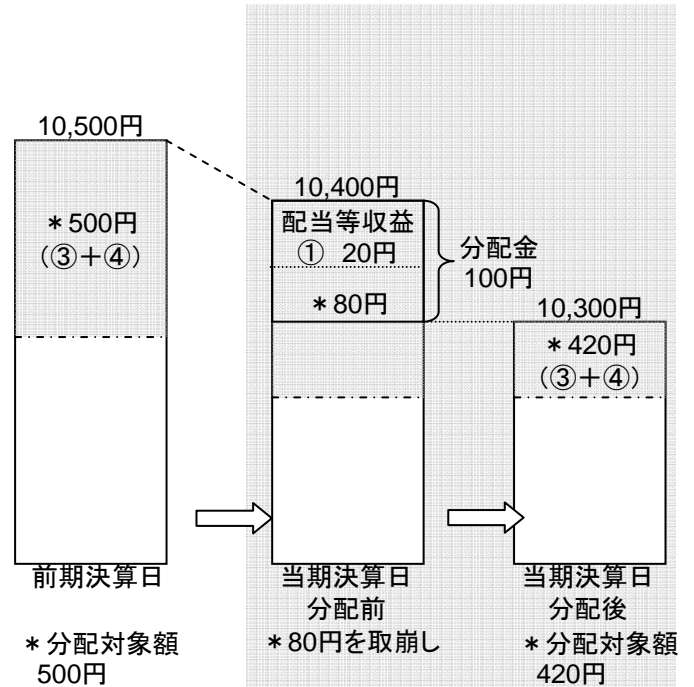 10,500円
*500円
(③+④)
前期決算日
*分配対象額
500円
10,400円
配当等収益
① 20円
*80円
分配金
100円
当期決算日
分配前
*80円を取崩し
10,300円
*420円
(③+④)
当期決算日
分配後
*分配対象額
420円